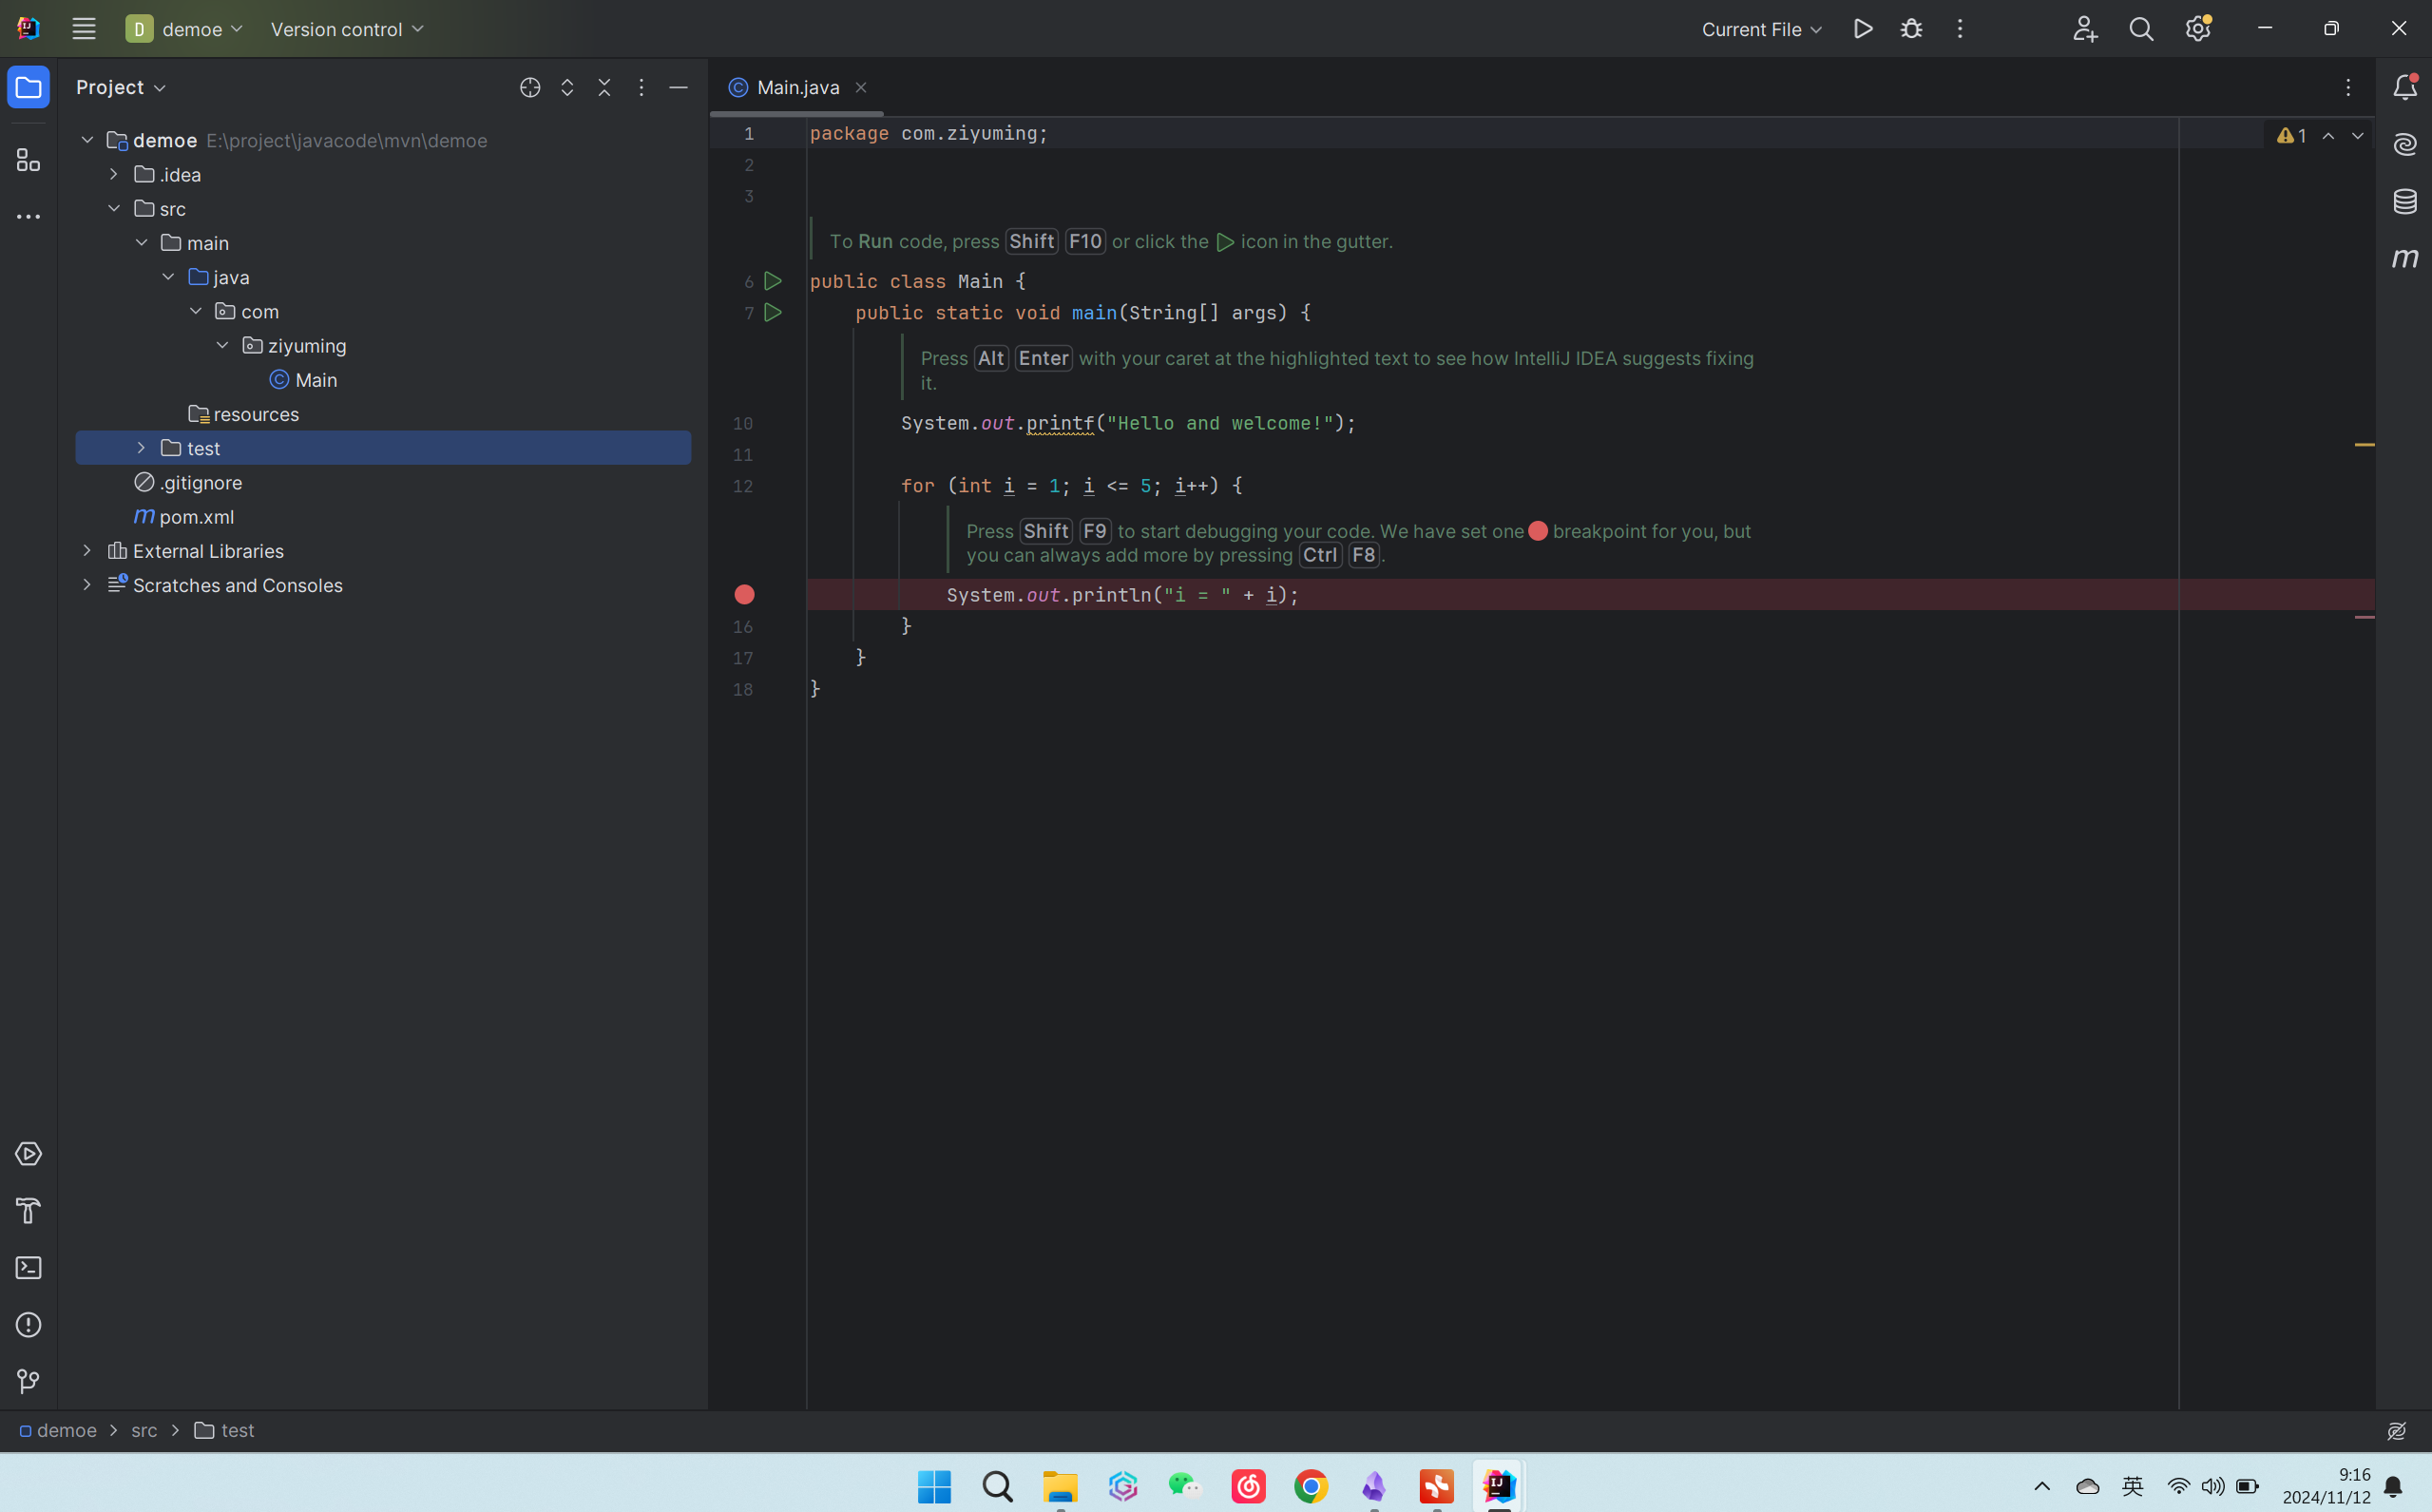 D demoe Version control Current File
Project
Main.java
demoe E:\project\javacode\mvn\demoe
.idea
src
main
java
com
ziyuming
Main
resources
test
.gitignore
m pom.xml
External Libraries
Scratches and Consoles
1 package com.ziyuming;
1
2
3
To Run code, press Shift F10 or click the icon in the gutter.
6 public class Main {
7 public static void main(String[] args) {
Press Alt Enter with your caret at the highlighted text to see how IntelliJ IDEA suggests fixing
it.
10 System.out.printf("Hello and welcome!");
11
12 for (int i = 1; i <= 5; i++) {
Press Shift F9 to start debugging your code. We have set one breakpoint for you, but
you can always add more by pressing Ctrl F8.
System.out.println("i = " + i);
16 }
17 }
18 }
m
demoe > src > test
英
9:16
2024/11/12